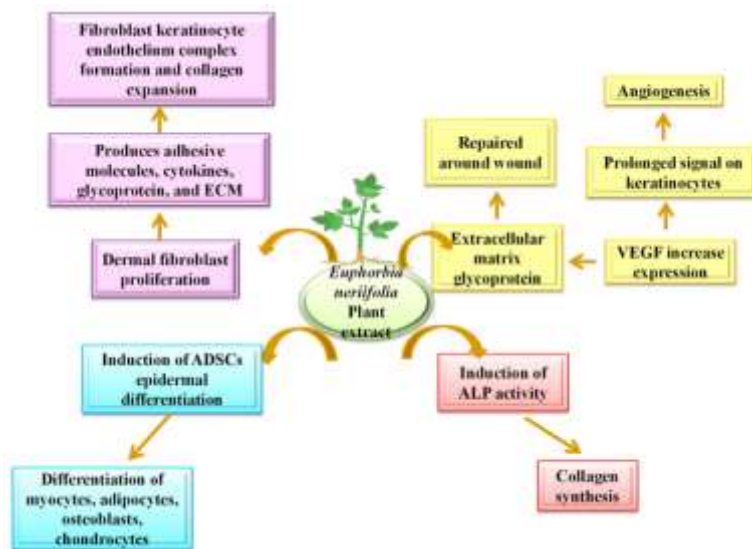 Fibroblast keratinocyte
endothelium complex
formation and collagen
expansion
Produces adhesive
molecules, cytokines,
glycoprotein, and ECM
Dermal fibroblast
proliferation
Angiogenesis
Repaired
around wound
Prolonged signal on
keratinocytes
Extracellular
matrix
glycoprotein
VEGF increase
expression
Euphorbia
neriifolia
Plant
extract
Induction of ADSCs
epidermal
differentiation
Induction of
ALP activity
Differentiation of
myocytes, adipocytes,
osteoblasts,
chondrocytes
Collagen
synthesis